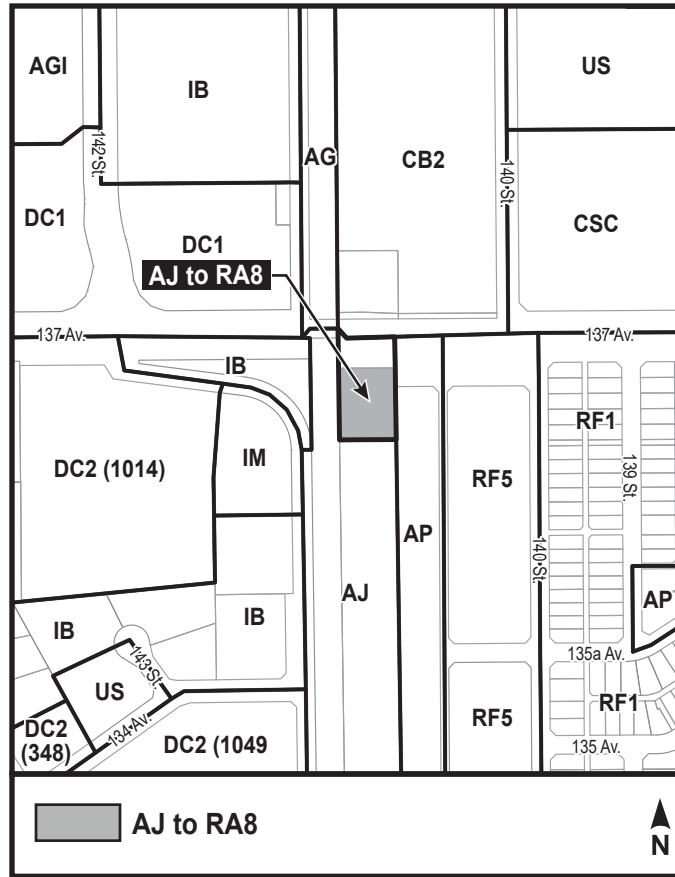 AGI
IB
US
142 St.
AG
CB2
140 St.
DC1
DC1
CSC
AJ to RA8
137 Av.
137 Av.
IB
RF1
DC2 (1014)
IM
RF5
139 St.
AP
140 St.
AJ
AP
IB
IB
143 St.
135a Av.
US
RF1
DC2
(348)
134 Av.
DC2 (1049
RF5
135 Av.
AJ to RA8
N